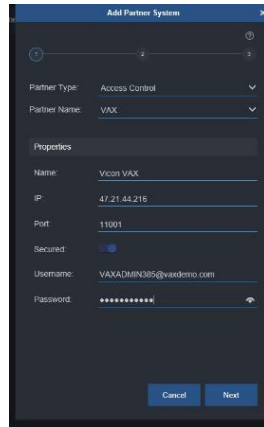 Add Partner System
1 2 3
Partner Type: Access Control
Partner Name: VAX
Properties
Name: Vicon VAX
IP: 47.21.44.216
Port: 11001
Secured:
Username: VAXADMIN385@vaxdemo.com
Password: •••••••••••
Cancel Next